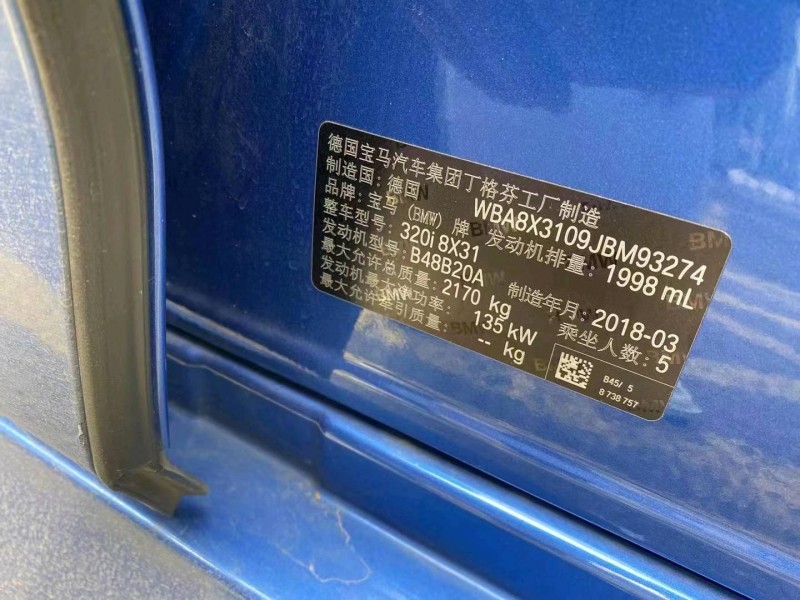 德国宝马汽车集团丁格芬工厂制造
制造国：德国 WBA8X3109JBM93274
品牌：宝马（BMW）牌 发动机排量：1998 mL
整车型号：320i 8X31
发动机型号：B48B20A 制造年月：2018-03
最大允许总质量：2170 kg 乘坐人数：5
发动机最大净功率：135 kW
最大允许牵引质量：-- kg
B45/ 5
8 738 757